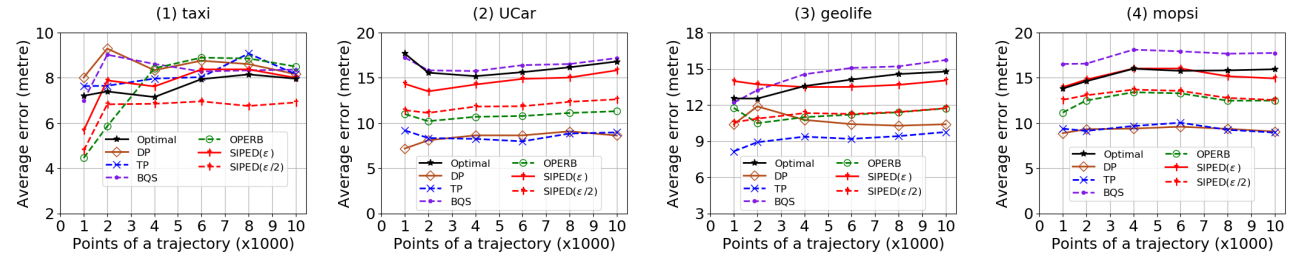 (1) taxi
Average error (metre)
10
8
6
4
2
0 1 2 3 4 5 6 7 8 9 10
Points of a trajectory (x1000)
Optimal
DP
TP
BQS
OPERB
SIPED(ε)
SIPED(ε/2)
(2) UCar
Average error (metre)
20
15
10
5
0
0 1 2 3 4 5 6 7 8 9 10
Points of a trajectory (x1000)
Optimal
DP
TP
BQS
OPERB
SIPED(ε)
SIPED(ε/2)
(3) geolife
Average error (metre)
18
15
12
9
6
3
0 1 2 3 4 5 6 7 8 9 10
Points of a trajectory (x1000)
Optimal
DP
TP
BQS
OPERB
SIPED(ε)
SIPED(ε/2)
(4) mopsi
Average error (metre)
20
15
10
5
0
0 1 2 3 4 5 6 7 8 9 10
Points of a trajectory (x1000)
Optimal
DP
TP
BQS
OPERB
SIPED(ε)
SIPED(ε/2)